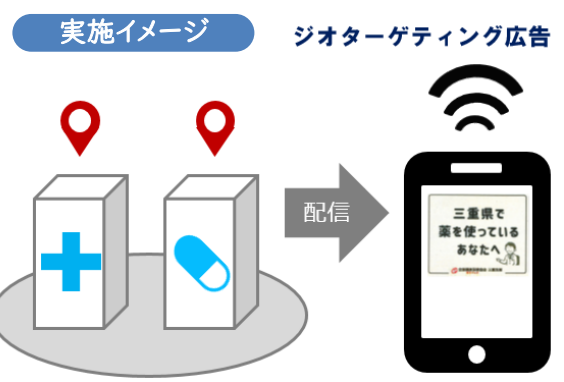 実施イメージ
ジオターゲティング広告
配信
三重県で
薬を使っている
あなたへ